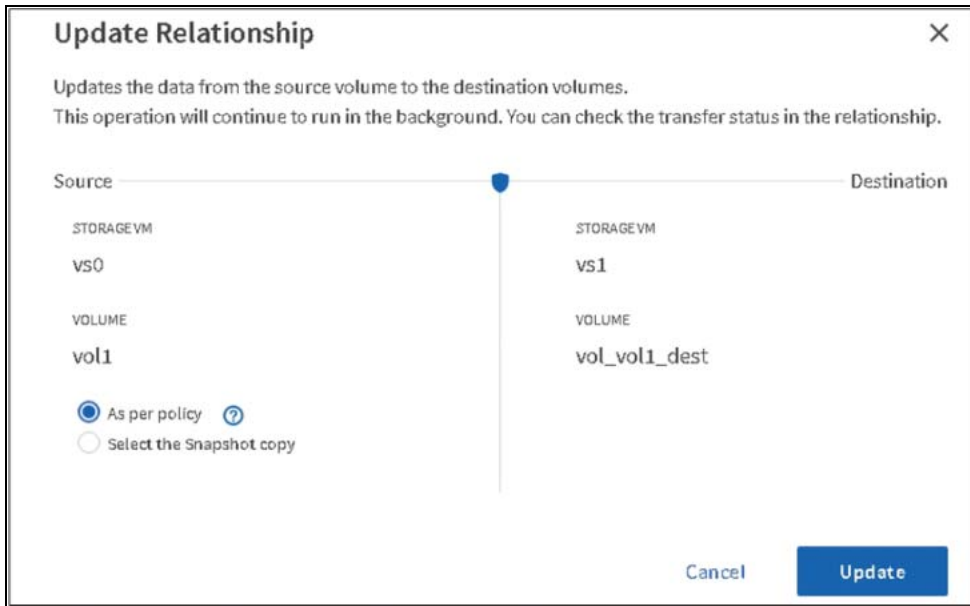 Update Relationship
Updates the data from the source volume to the destination volumes.
This operation will continue to run in the background. You can check the transfer status in the relationship.
Source
Destination
STORAGE VM
STORAGE VM
vs0
vs1
VOLUME
VOLUME
vol1
vol_vol1_dest
As per policy
Select the Snapshot copy
Cancel
Update